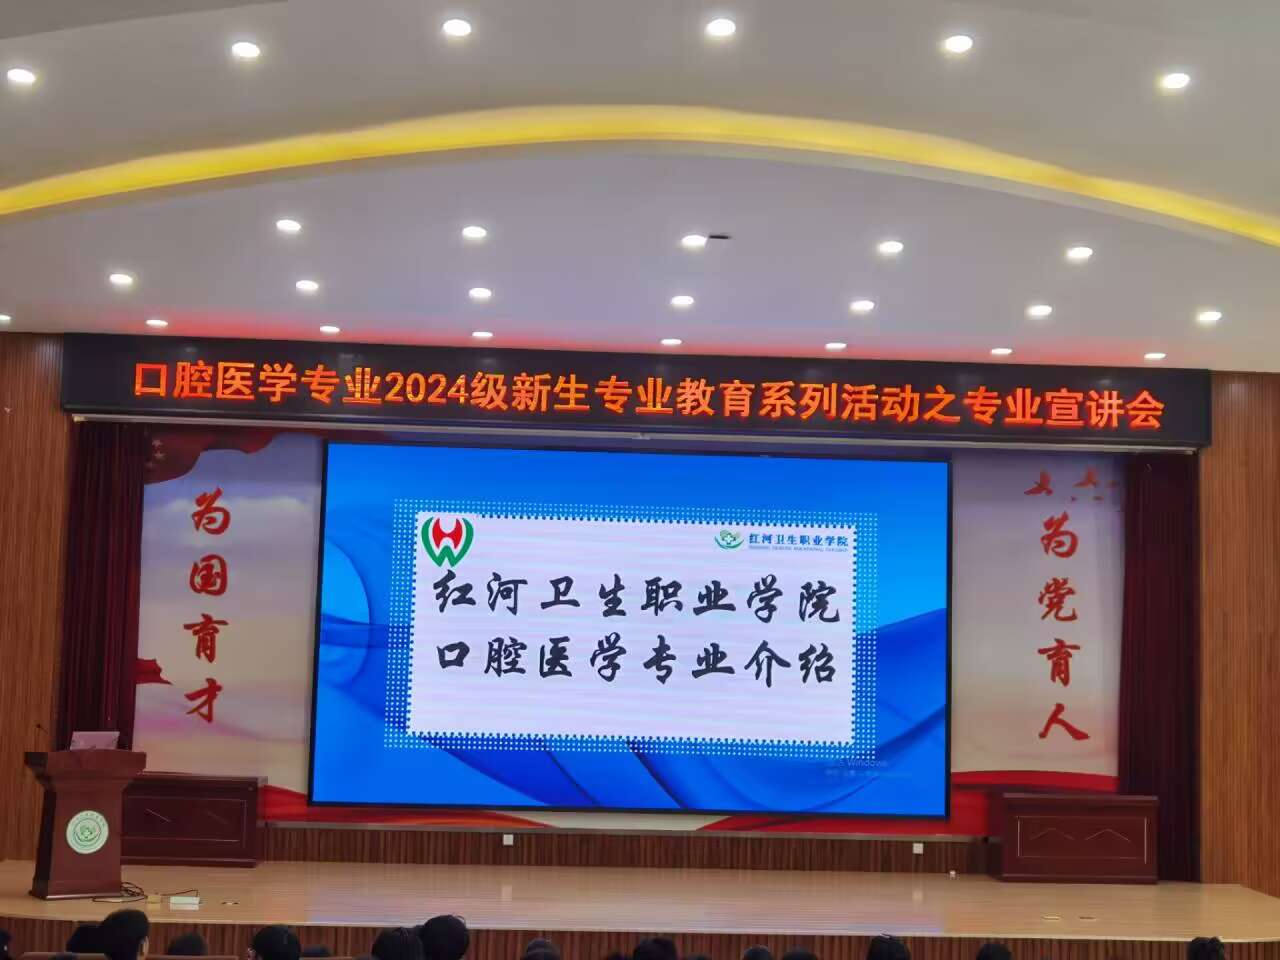 口腔医学专业2024级新生专业教育系列活动之专业宣讲会
为国育才
为党育人
红河卫生职业学院
红河卫生职业学院
口腔医学专业介绍